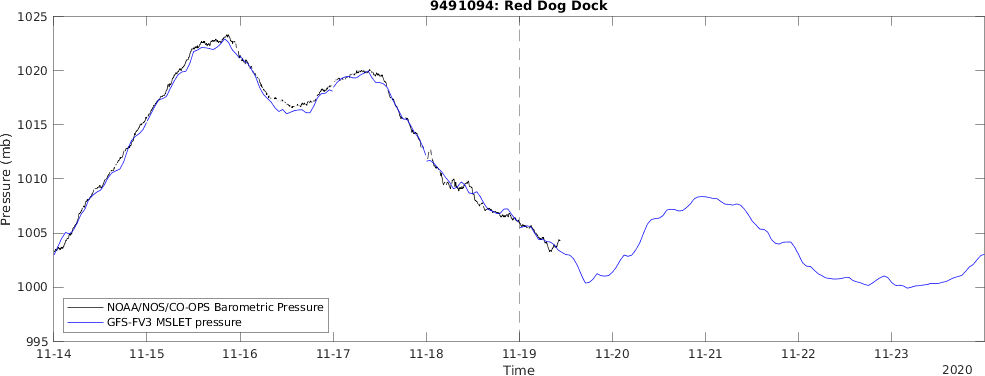 9491094: Red Dog Dock
Pressure (mb)
1025
1020
1015
1010
1005
1000
995
NOAA/NOS/CO-OPS Barometric Pressure
GFS-FV3 MSLET pressure
11-14 11-15 11-16 11-17 11-18 11-19 11-20 11-21 11-22 11-23
Time
2020